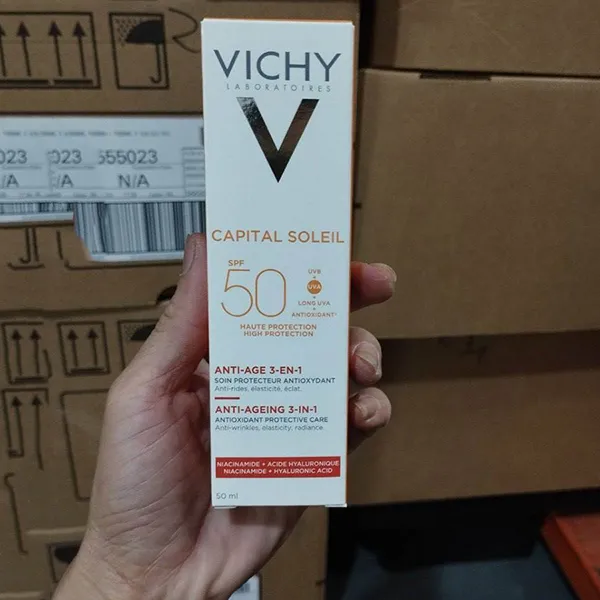 VICHY
LABORATOIRES
V
CAPITAL SOLEIL
SPF
50
UVB
+
UVA
+
LONG UVA
+
ANTIOXIDANT*
HAUTE PROTECTION
HIGH PROTECTION
ANTI-AGE 3-EN-1
SOIN PROTECTEUR ANTIOXYDANT
Anti-rides, élasticité, éclat.
ANTI-AGEING 3-IN-1
ANTIOXIDANT PROTECTIVE CARE
Anti-wrinkles, elasticity, radiance.
NIACINAMIDE + ACIDE HYALURONIQUE
NIACINAMIDE + HYALURONIC ACID
50 ml
023 023 555023
N/A